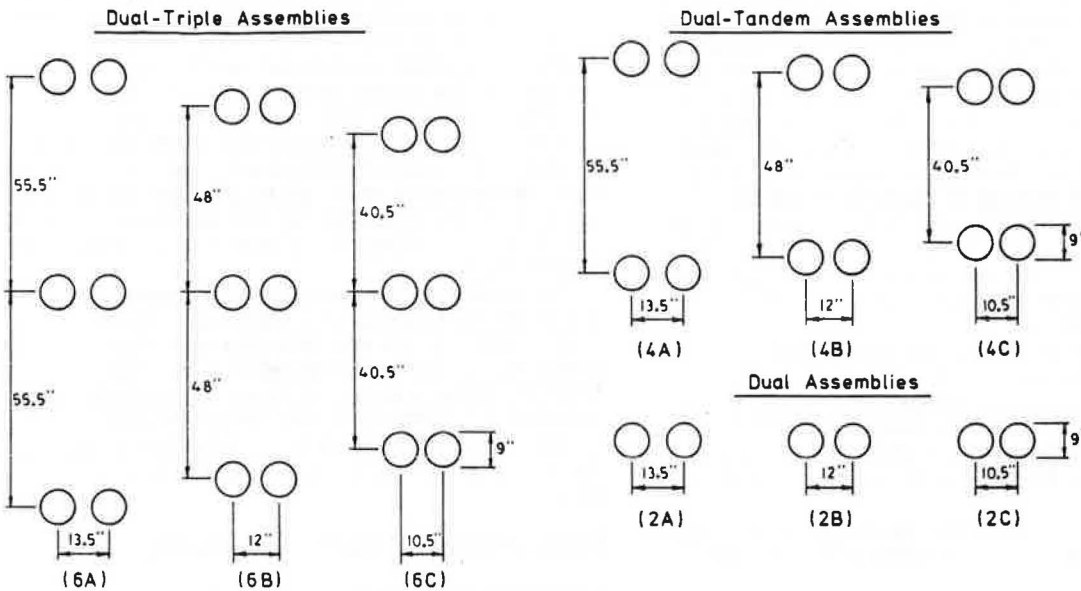 Dual-Triple Assemblies
55.5"
55.5"
13.5"
(6A)
48"
48"
12"
(6B)
40.5"
40.5"
9"
10.5"
(6C)
Dual-Tandem Assemblies
55.5"
13.5"
(4A)
48"
12"
(4B)
40.5"
9"
10.5"
(4C)
Dual Assemblies
13.5"
(2A)
12"
(2B)
9"
10.5"
(2C)